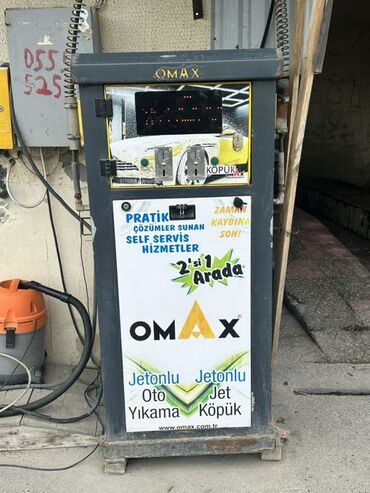 055
525
OMAX
KÖPÜK
PRATİK
ÇÖZÜMLER SUNAN
SELF SERVİS
HİZMETLER
ZAMAN
KAYBINA
SON!
2'si 1
Arada
OMAX
Jetonlu
Oto
Yıkama
Jetonlu
Jet
Köpük
www.omax.com.tr